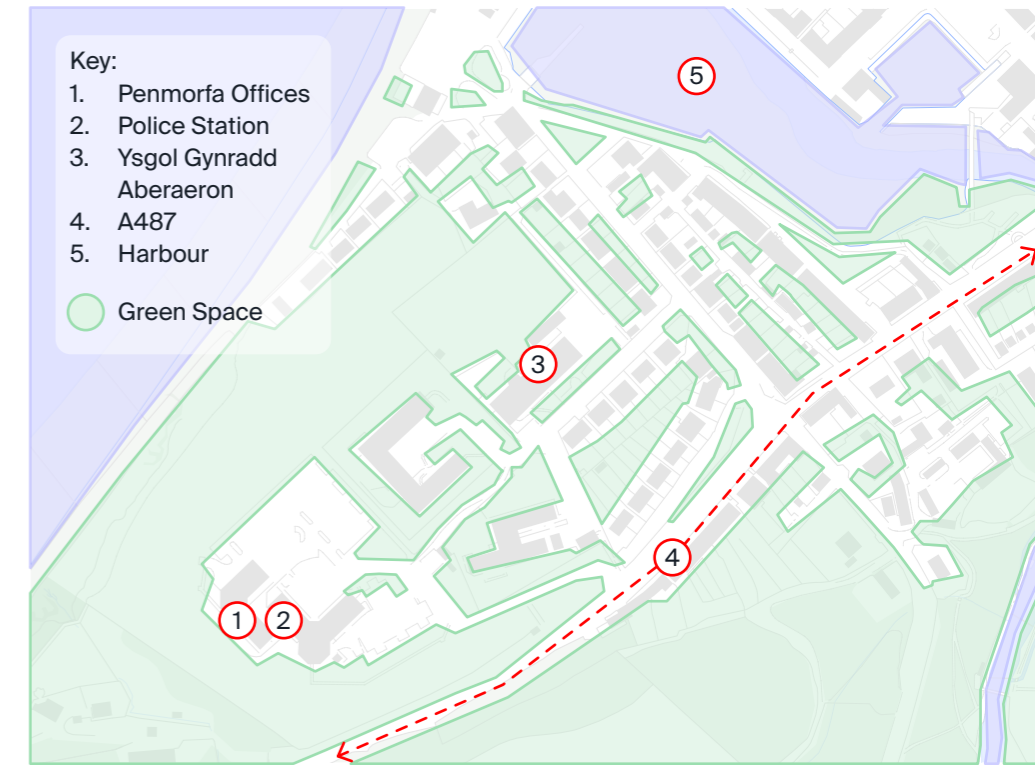 Key:
1. Penmorfa Offices
2. Police Station
3. Ysgol Gynradd
Aberaeron
4. A487
5. Harbour
Green Space
5
3
4
1
2